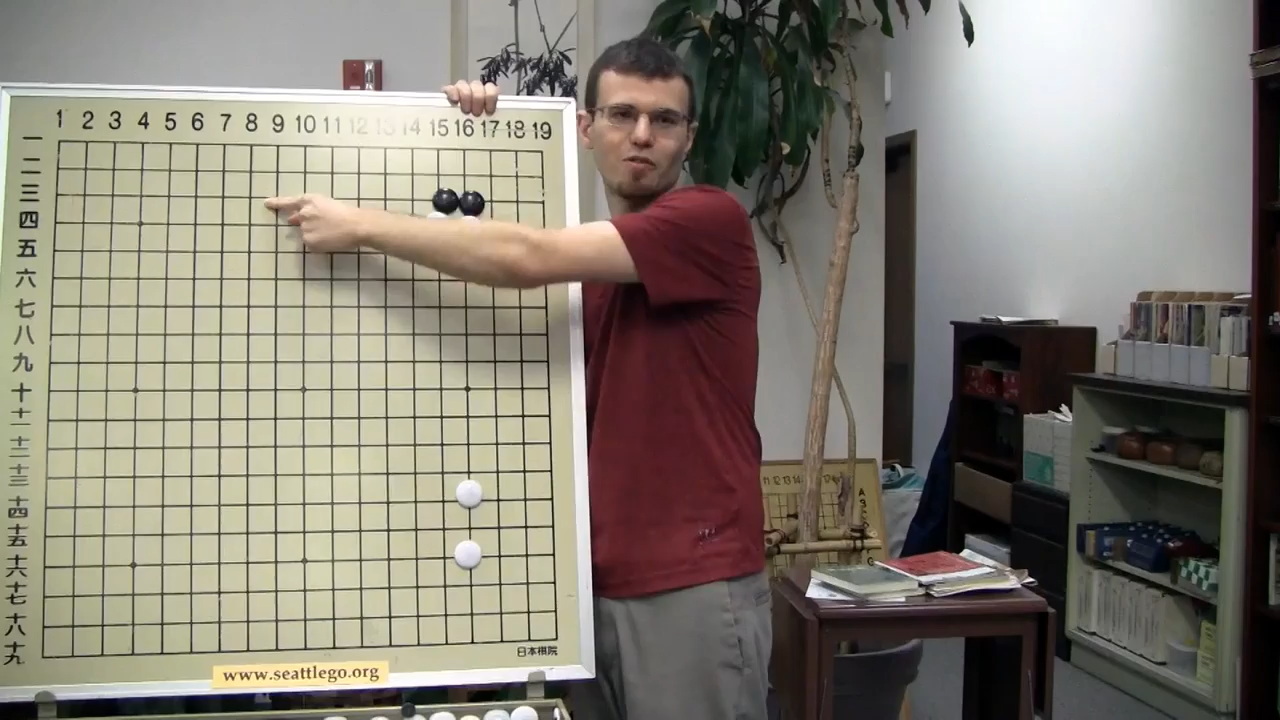 1 2 3 4 5 6 7 8 9 10 11 12 13 14 15 16 17 18 19
一
二
三
四
五
六
七
八
九
十
十一
十二
十三
十四
十五
十六
十七
十八
十九
日本棋院
www.seattlego.org